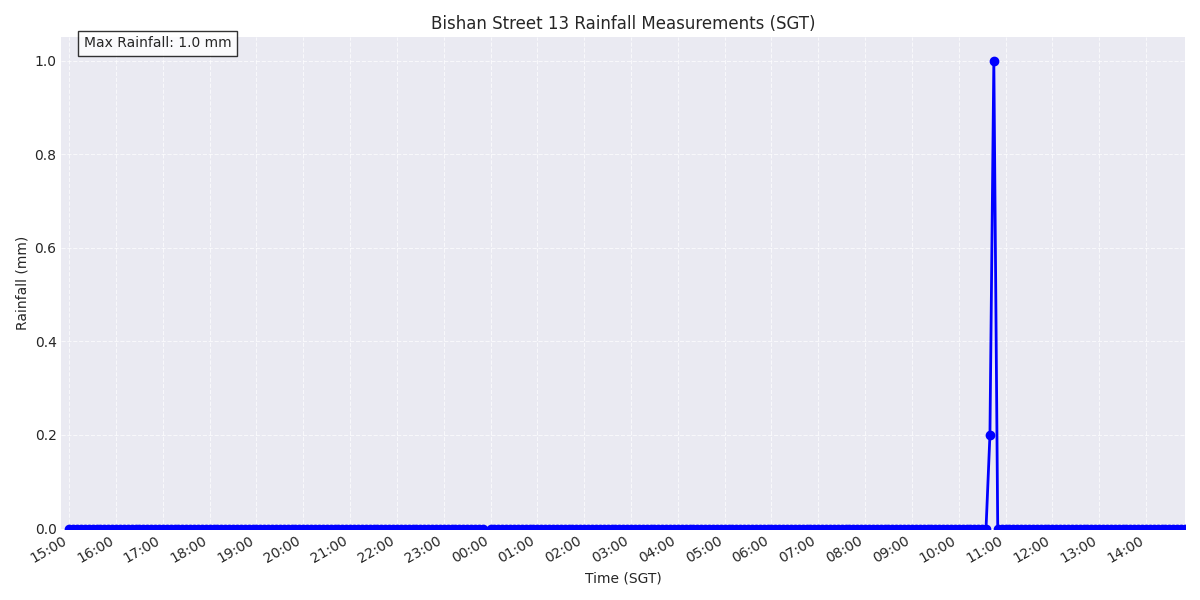 Bishan Street 13 Rainfall Measurements (SGT)
Max Rainfall: 1.0 mm
1.0
0.8
0.6
0.4
0.2
0.0
Rainfall (mm)
15:00 16:00 17:00 18:00 19:00 20:00 21:00 22:00 23:00 00:00 01:00 02:00 03:00 04:00 05:00 06:00 07:00 08:00 09:00 10:00 11:00 12:00 13:00 14:00
Time (SGT)